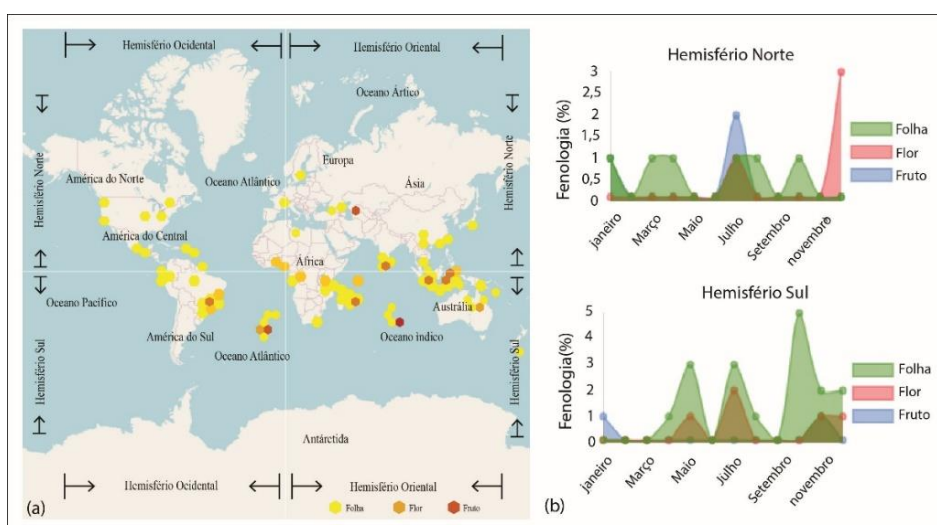 Hemisfério Ocidental
Hemisfério Oriental
Oceano Ártico
Hemisfério Norte
Hemisfério Norte
Europa
América do Norte
Oceano Atlântico
Ásia
América do Central
África
Oceano Pacífico
Austrália
América do Sul
Oceano índico
Oceano Atlântico
Hemisfério Sul
Hemisfério Sul
Antárctida
Hemisfério Ocidental
Hemisfério Oriental
(a)
Folha
Flor
Fruto
Hemisfério Norte
Fenologia (%)
3
2,5
2
1,5
1
0,5
0
janeiro
Março
Maio
Julho
Setembro
novembro
Folha
Flor
Fruto
Hemisfério Sul
Fenologia(%)
5
4
3
2
1
0
janeiro
Março
Maio
Julho
Setembro
novembro
Folha
Flor
Fruto
(b)